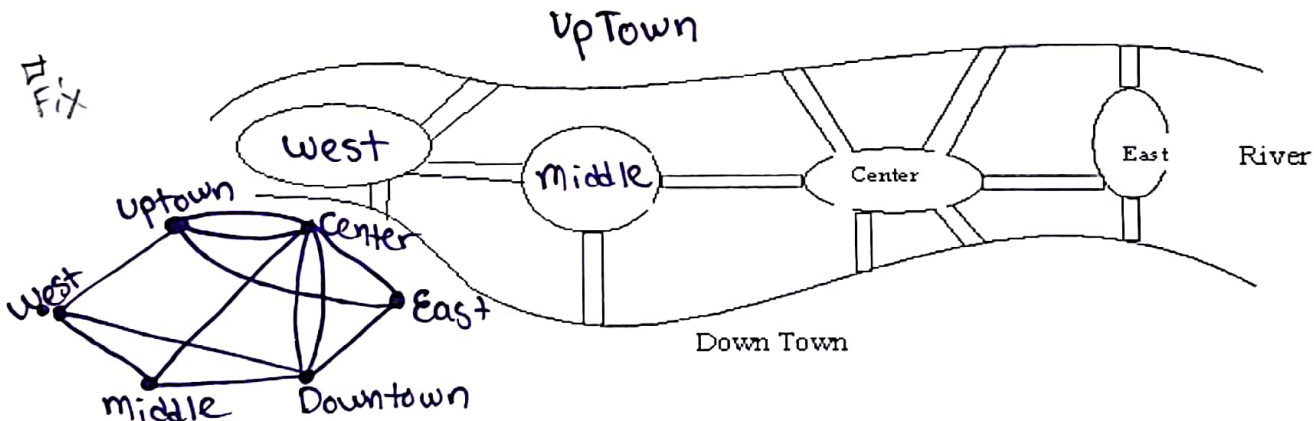 UpTown
Fix
West
Middle
Center
East
River
Uptown
Center
West
East
Down Town
Middle
Downtown